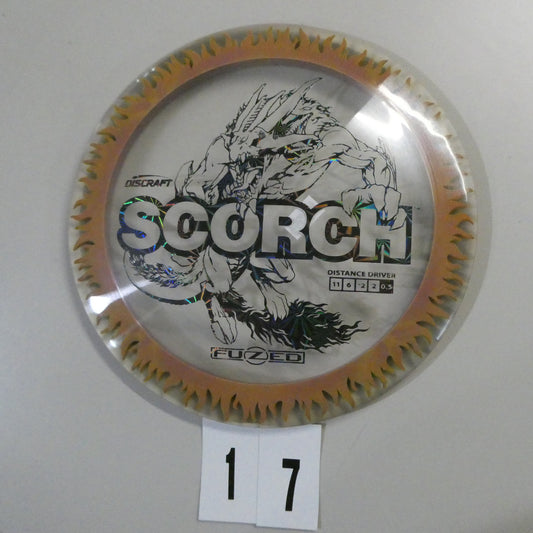 DISCRAFT
SCORCH
DISTANCE DRIVER
11 6 -2 2 0.5
FUZED
1 7